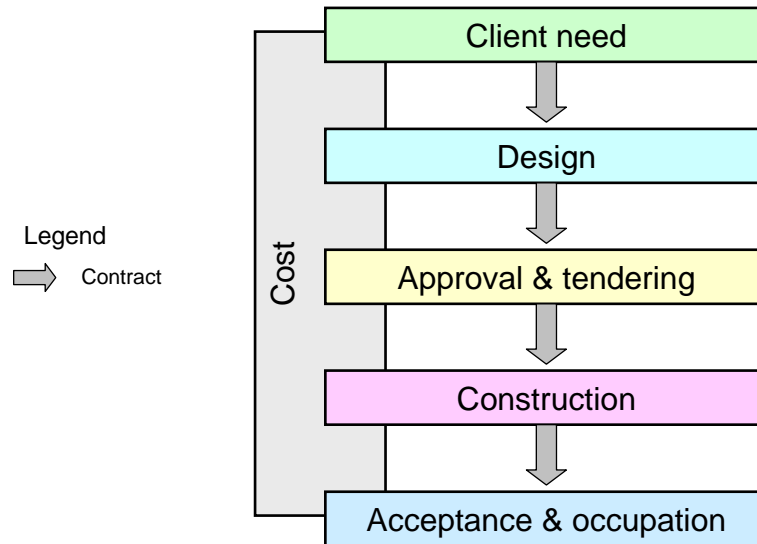 Client need
Design
Legend
Contract
Cost
Approval & tendering
Construction
Acceptance & occupation